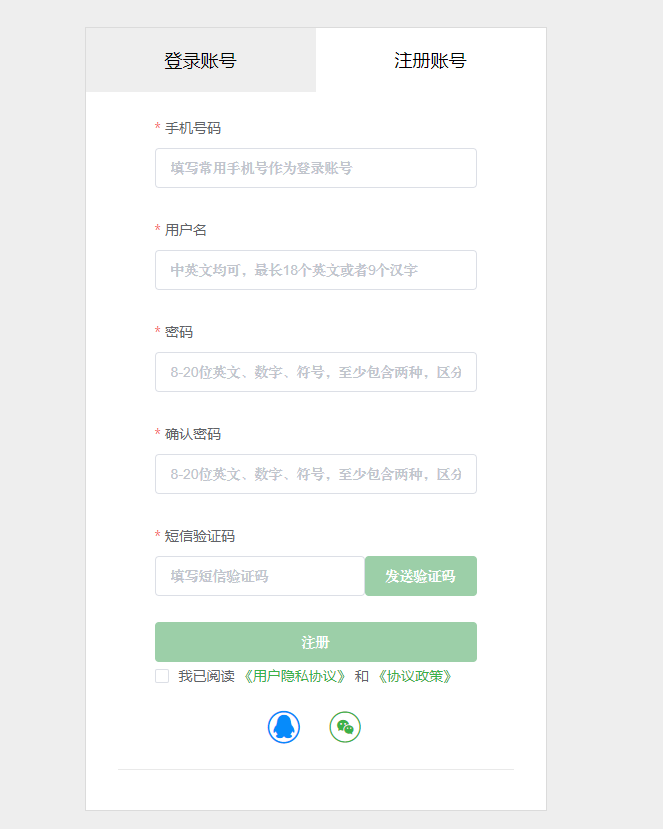 登录账号 注册账号
* 手机号码
填写常用手机号作为登录账号
* 用户名
中英文均可，最长18个英文或者9个汉字
* 密码
8-20位英文、数字、符号，至少包含两种，区分
* 确认密码
8-20位英文、数字、符号，至少包含两种，区分
* 短信验证码
填写短信验证码 发送验证码
注册
我已阅读 《用户隐私协议》 和 《协议政策》